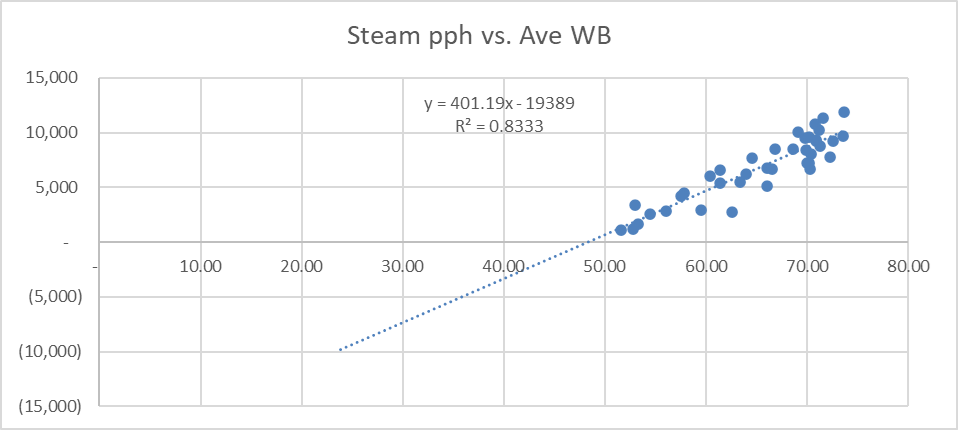 Steam pph vs. Ave WB
15,000
y = 401.19x - 19389
R² = 0.8333
10,000
5,000
-
- 10.00 20.00 30.00 40.00 50.00 60.00 70.00 80.00
(5,000)
(10,000)
(15,000)